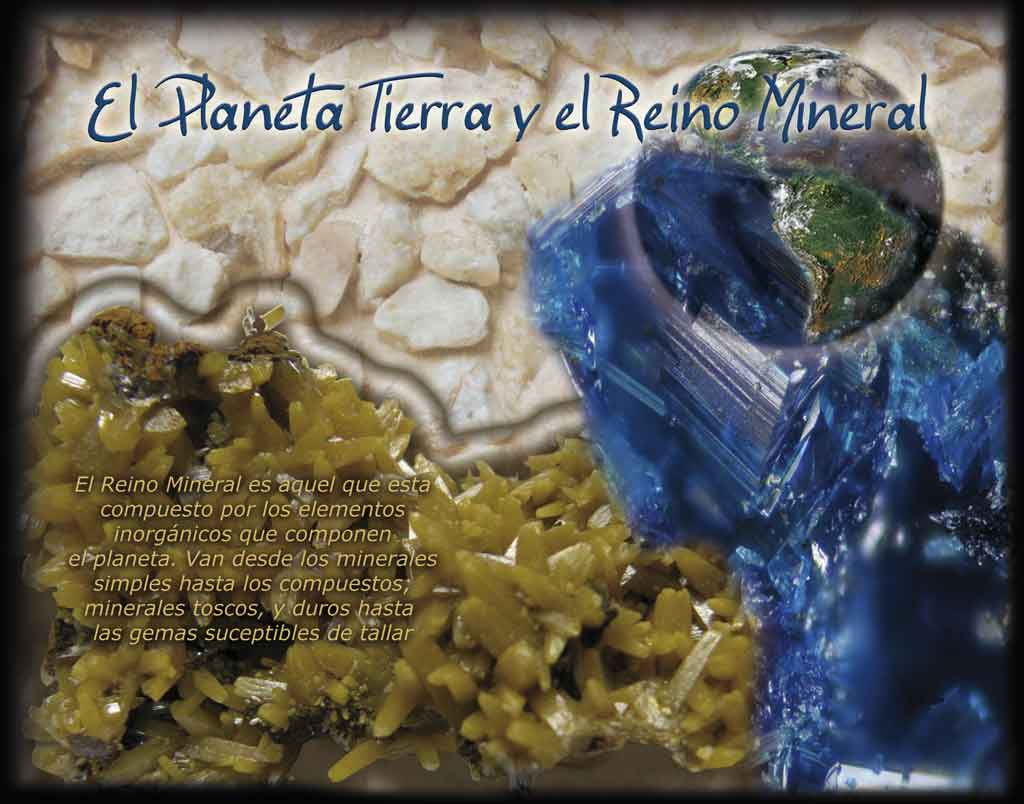 El Planeta Tierra y el Reino Mineral
El Reino Mineral es aquel que esta
compuesto por los elementos
inorgánicos que componen
el planeta. Van desde los minerales
simples hasta los compuestos;
minerales toscos, y duros hasta
las gemas suceptibles de tallar